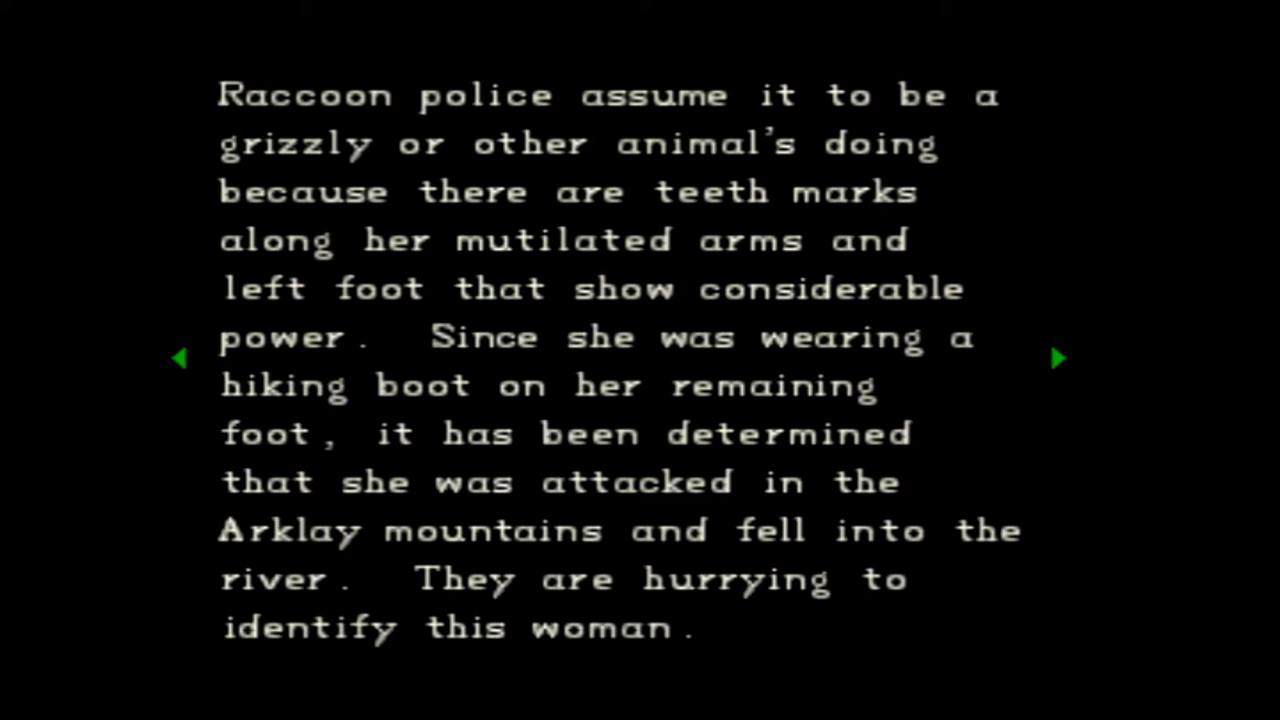 Raccoon police assume it to be a
grizzly or other animal's doing
because there are teeth marks
along her mutilated arms and
left foot that show considerable
power. Since she was wearing a
hiking boot on her remaining
foot, it has been determined
that she was attacked in the
Arklay mountains and fell into the
river. They are hurrying to
identify this woman.